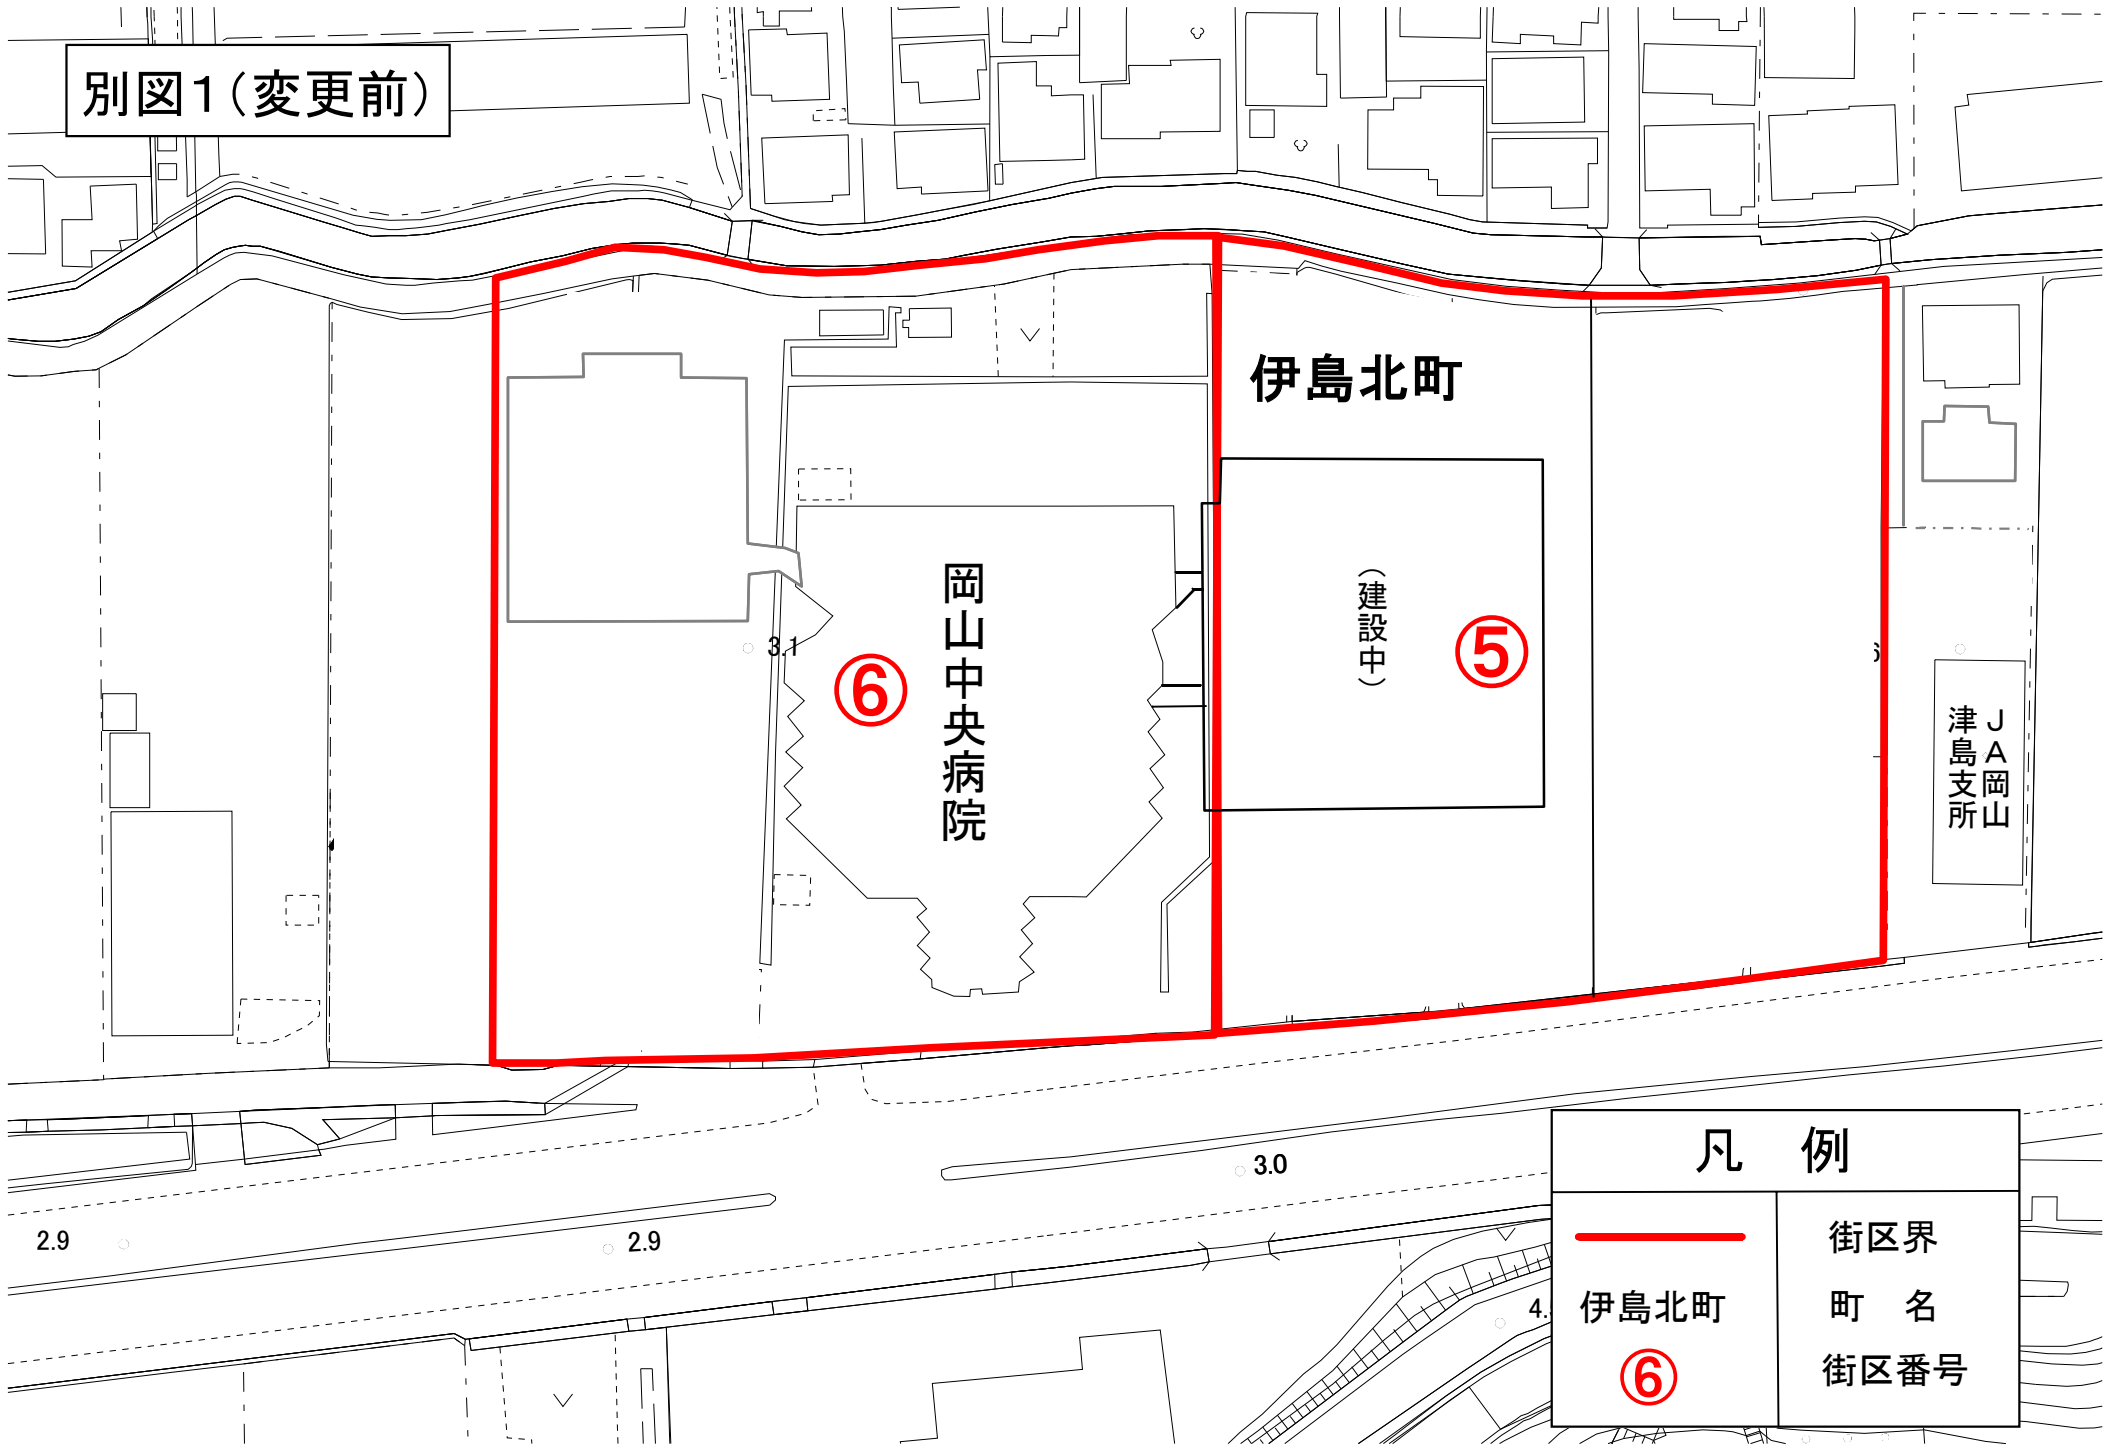 別図1(変更前)
伊島北町
岡山中央病院
(建設中)
⑥
⑤
3.1
JA岡山
津島支所
3.0
2.9
2.9
凡 例
街区界
伊島北町
町 名
⑥
街区番号